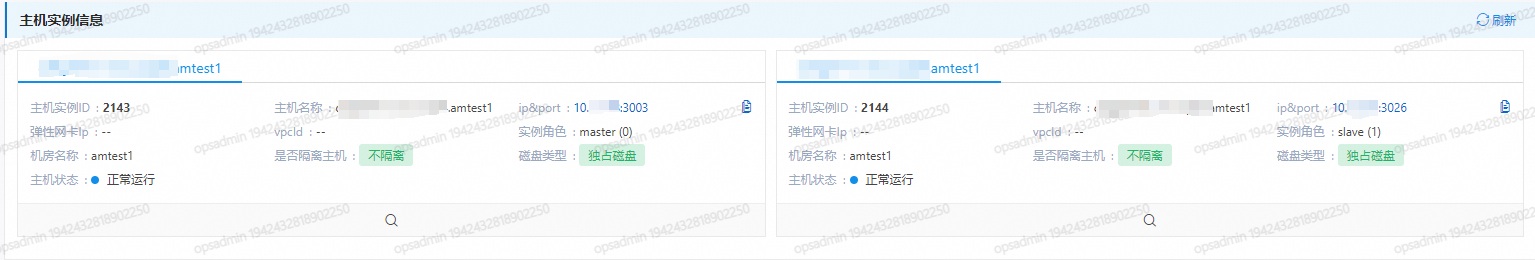 主机实例信息 刷新
amtest1 amtest1
主机实例ID : 2143 主机名称 : c .amtest1 ip&port : 10. :3003 主机实例ID : 2144 主机名称 : c amtest1 ip&port : 10. :3026
弹性网卡Ip : -- vpcId : -- 实例角色 : master (0) 弹性网卡Ip : -- vpcId : -- 实例角色 : slave (1)
机房名称 : amtest1 是否隔离主机 : 不隔离 磁盘类型 : 独占磁盘 机房名称 : amtest1 是否隔离主机 : 不隔离 磁盘类型 : 独占磁盘
主机状态 : 正常运行 主机状态 : 正常运行
opsadmin 1942432818902250